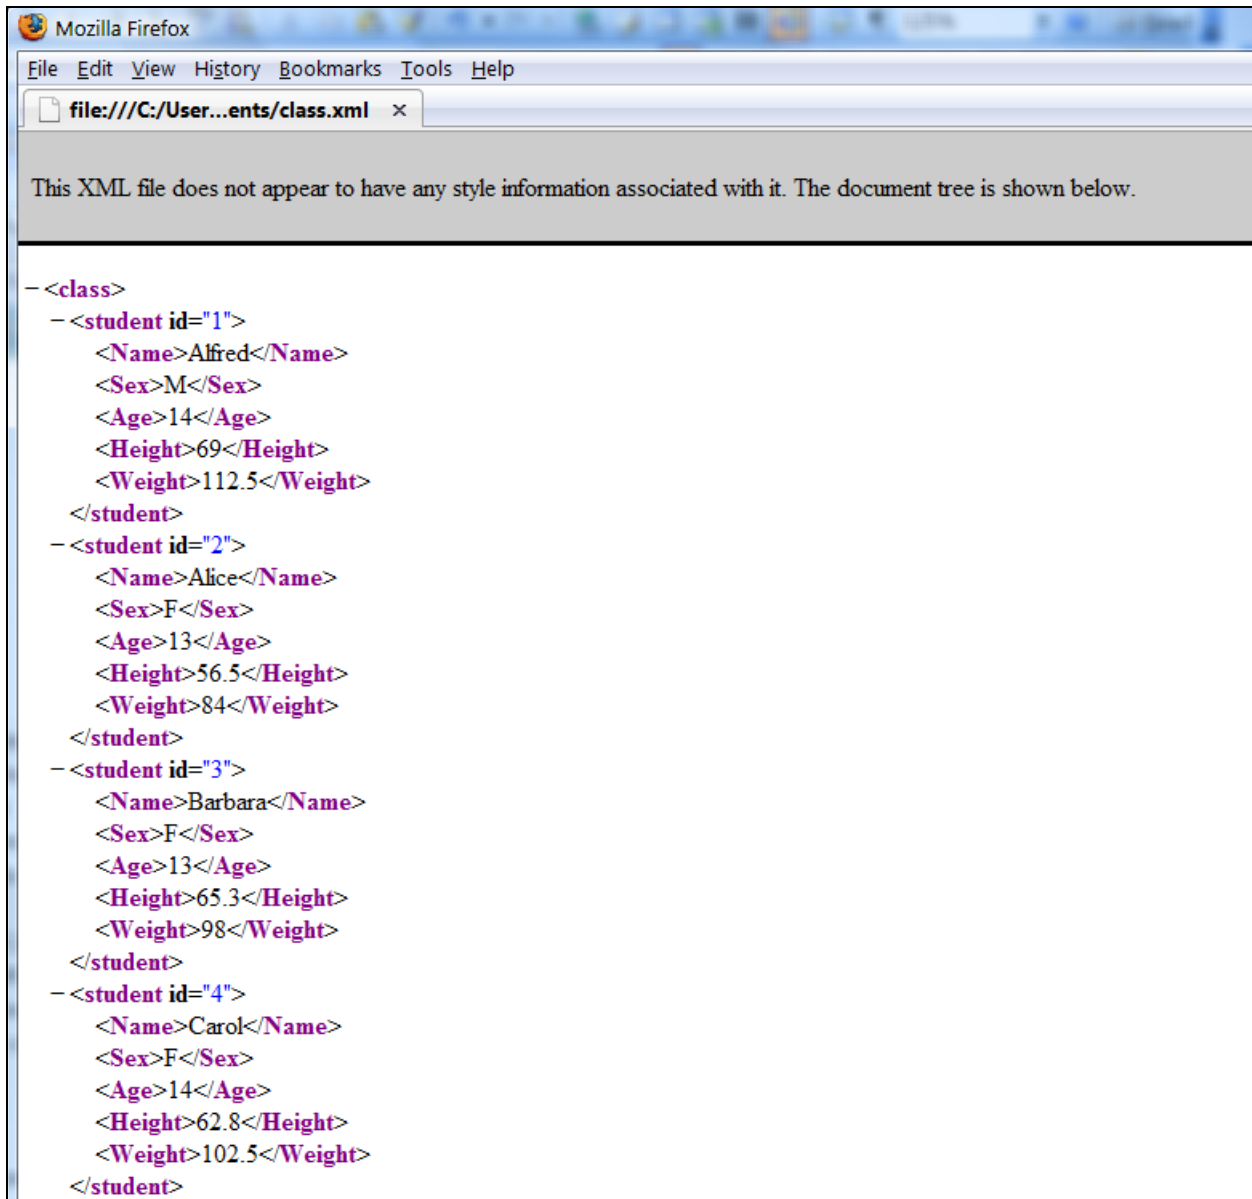 Mozilla Firefox
File Edit View History Bookmarks Tools Help
file:///C:/User...ents/class.xml ×
This XML file does not appear to have any style information associated with it. The document tree is shown below.
−<class>
−<student id="1">
<Name>Alfred</Name>
<Sex>M</Sex>
<Age>14</Age>
<Height>69</Height>
<Weight>112.5</Weight>
</student>
−<student id="2">
<Name>Alice</Name>
<Sex>F</Sex>
<Age>13</Age>
<Height>56.5</Height>
<Weight>84</Weight>
</student>
−<student id="3">
<Name>Barbara</Name>
<Sex>F</Sex>
<Age>13</Age>
<Height>65.3</Height>
<Weight>98</Weight>
</student>
−<student id="4">
<Name>Carol</Name>
<Sex>F</Sex>
<Age>14</Age>
<Height>62.8</Height>
<Weight>102.5</Weight>
</student>